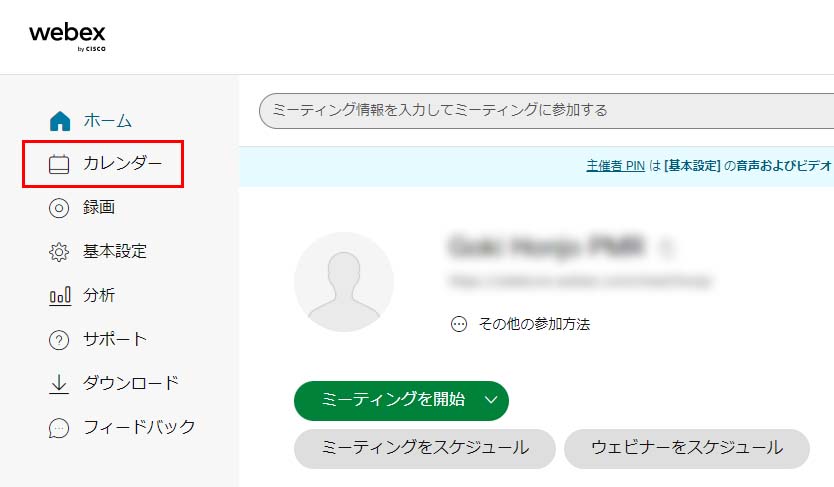 webex
by CISCO
ホーム
カレンダー
録画
基本設定
分析
サポート
ダウンロード
フィードバック
ミーティング情報を入力してミーティングに参加する
主催者 PIN は [基本設定] の音声およびビデオ
その他の参加方法
ミーティングを開始
ミーティングをスケジュール
ウェビナーをスケジュール